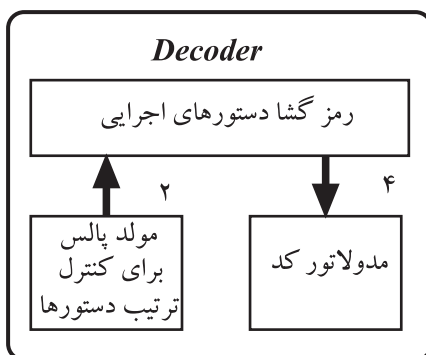 Decoder
رمز گشا دستورهای اجرایی
۲
۴
مولد پالس
برای کنترل
ترتیب دستورها
مدولاتور کد